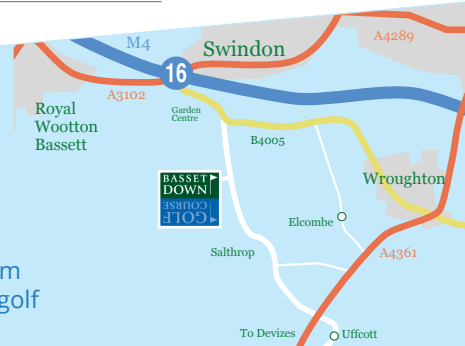 M4
Swindon
A4289
16
A3102
Royal
Wootton
Bassett
Garden
Centre
B4005
BASSET
DOWN
GOLF
COURSE
Wroughton
Elcombe
Salthrop
A4361
m
golf
To Devizes
Uffcott